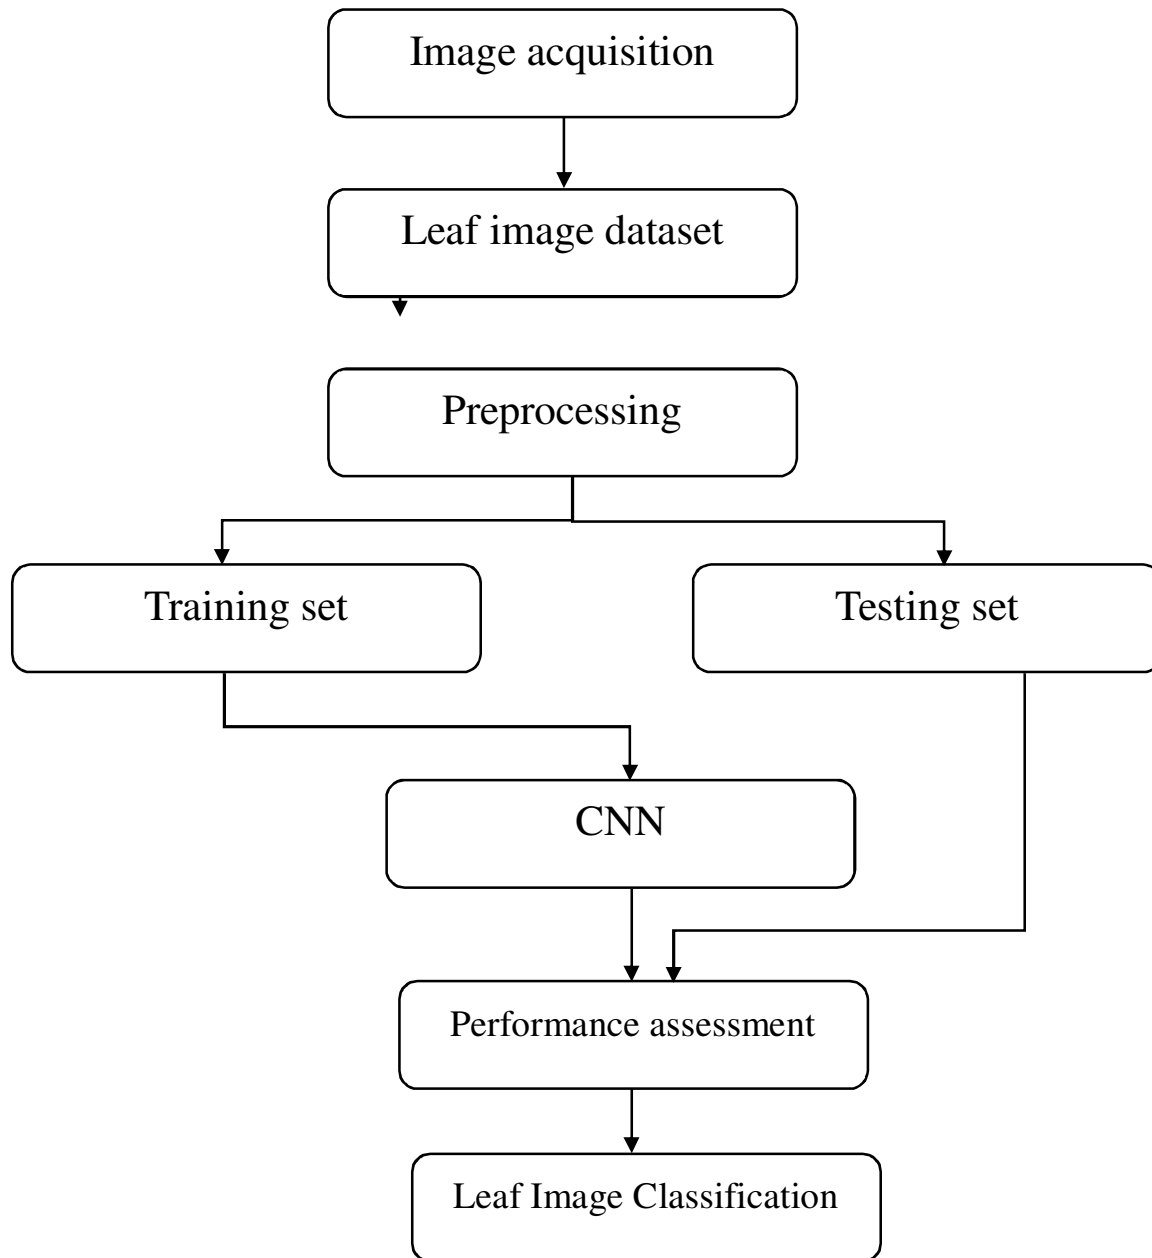 Image acquisition
Leaf image dataset
Preprocessing
Training set
Testing set
CNN
Performance assessment
Leaf Image Classification